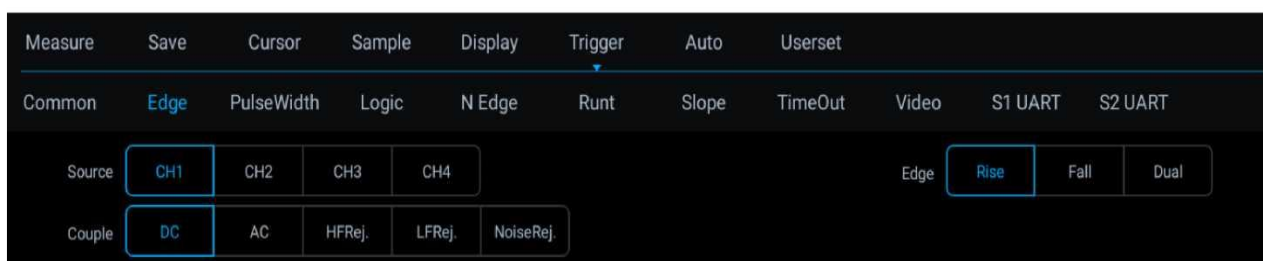 Measure Save Cursor Sample Display Trigger Auto Userset
Common Edge PulseWidth Logic N Edge Runt Slope TimeOut Video S1 UART S2 UART
Source CH1 CH2 CH3 CH4 Edge Rise Fall Dual
Couple DC AC HFRej. LFRej. NoiseRej.